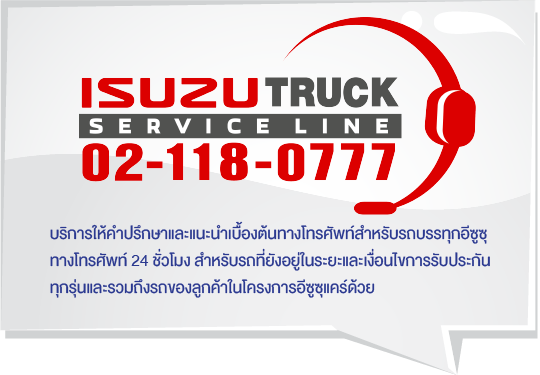 ISUZU TRUCK
SERVICE LINE
02-118-0777
บริการให้คำปรึกษาและแนะนำเบื้องต้นทางโทรศัพท์สำหรับรถบรรทุกอีซูซุ
ทางโทรศัพท์ 24 ชั่วโมง สำหรับรถที่ยังอยู่ในระยะและเงื่อนไขการรับประกัน
ทุกรุ่นและรวมถึงรถของลูกค้าในโครงการอีซูซุแคร์ด้วย